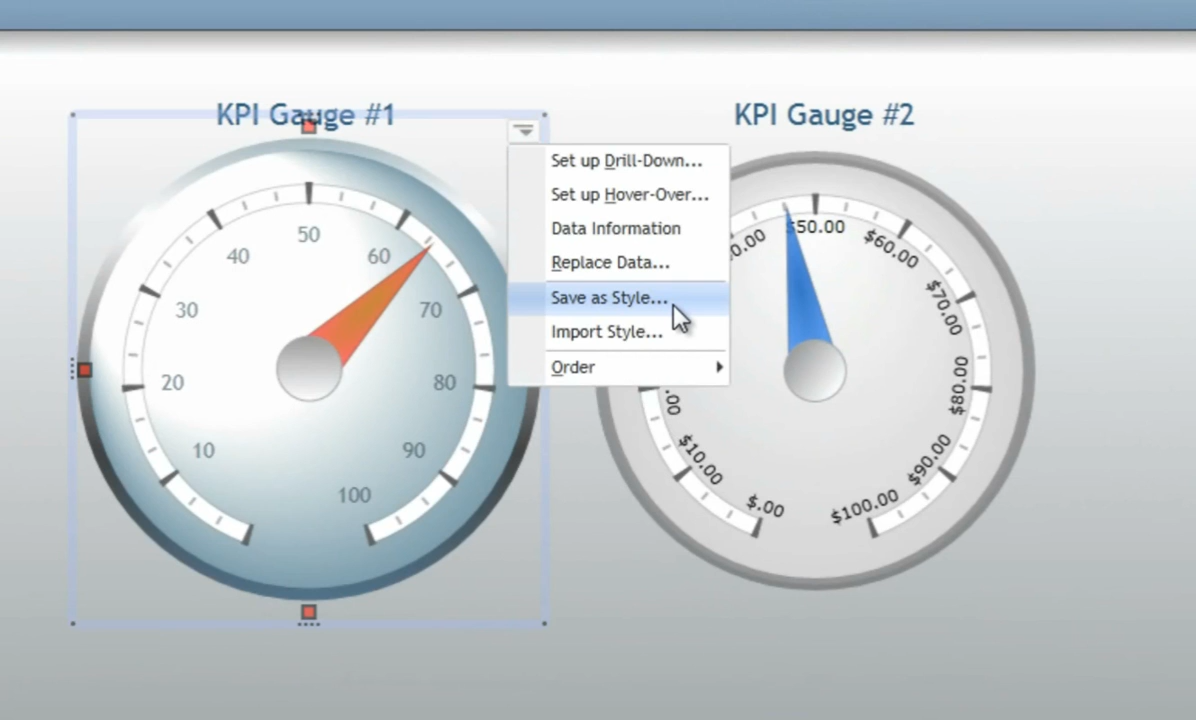 KPI Gauge #1
KPI Gauge #2
Set up Drill-Down...
Set up Hover-Over...
Data Information
Replace Data...
Save as Style...
Import Style...
Order
10
20
30
40
50
60
70
80
90
100
$.00
$10.00
$50.00
$60.00
$70.00
$80.00
$90.00
$100.00